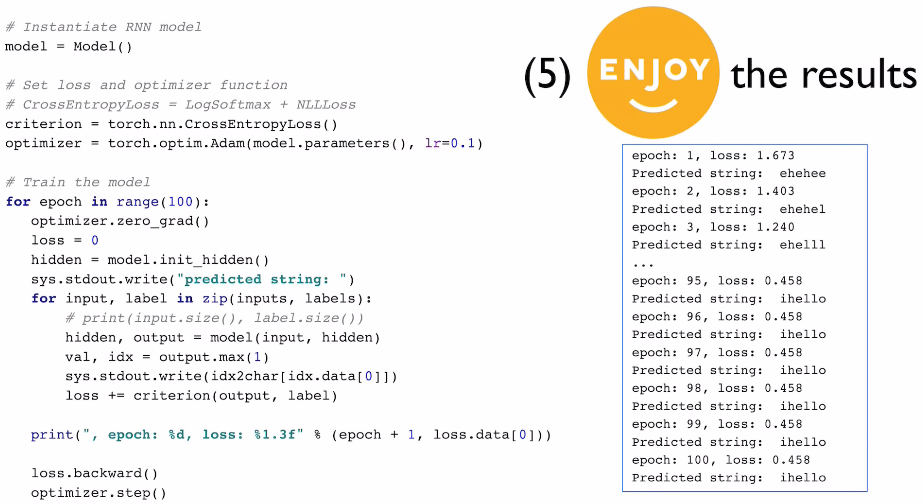 # Instantiate RNN model
model = Model()
# Set loss and optimizer function
# CrossEntropyLoss = LogSoftmax + NLLLoss
criterion = torch.nn.CrossEntropyLoss()
optimizer = torch.optim.Adam(model.parameters(), lr=0.1)
# Train the model
for epoch in range(100):
    optimizer.zero_grad()
    loss = 0
    hidden = model.init_hidden()
    sys.stdout.write("predicted string: ")
    for input, label in zip(inputs, labels):
        # print(input.size(), label.size())
        hidden, output = model(input, hidden)
        val, idx = output.max(1)
        sys.stdout.write(idx2char[idx.data[0]])
        loss += criterion(output, label)
    print(", epoch: %d, loss: %1.3f" % (epoch + 1, loss.data[0]))
    loss.backward()
    optimizer.step()
(5) ENJOY the results
epoch: 1, loss: 1.673
Predicted string:  ehehee
epoch: 2, loss: 1.403
Predicted string:  ehehel
epoch: 3, loss: 1.240
Predicted string:  ehelll
...
epoch: 95, loss: 0.458
Predicted string:  ihello
epoch: 96, loss: 0.458
Predicted string:  ihello
epoch: 97, loss: 0.458
Predicted string:  ihello
epoch: 98, loss: 0.458
Predicted string:  ihello
epoch: 99, loss: 0.458
Predicted string:  ihello
epoch: 100, loss: 0.458
Predicted string:  ihello